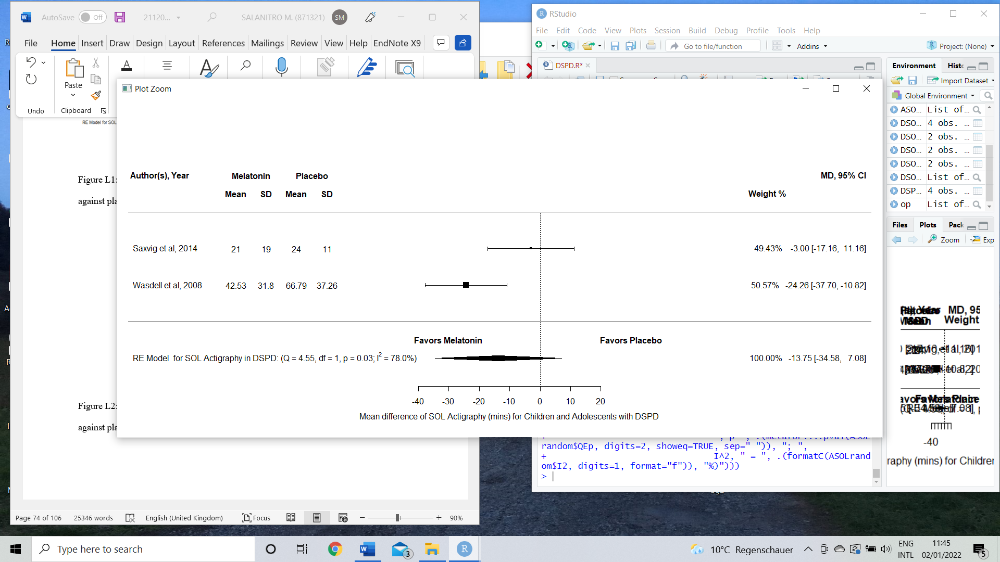 AutoSave Off 21120... SALANITRO M. (871321) SM
File Home Insert Draw Design Layout References Mailings Review View Help EndNote X9
Paste
Undo Clipboard
RE Model for SOL
Figure L1:
against pla
Figure L2:
against pla
Page 74 of 106 25346 words English (United Kingdom) Focus 90%
RStudio
File Edit Code View Plots Session Build Debug Profile Tools Help
Go to file/function Addins Project: (None)
DSPD.R*
Environment Histo
Import Dataset
Global Environment
ASO... List of...
DSO... 4 obs. ...
DSO... 2 obs. ...
DSO... 2 obs. ...
DSO... 2 obs. ...
DSO... List of...
DSP... 4 obs. ...
op List of...
Files Plots Pack
Zoom Exp
MD, 95
Weight
-40
raphy (mins) for Children
Plot Zoom
Author(s), Year Melatonin Placebo MD, 95% CI
Mean SD Mean SD Weight %
Saxvig et al, 2014 21 19 24 11 49.43% -3.00 [-17.16, 11.16]
Wasdell et al, 2008 42.53 31.8 66.79 37.26 50.57% -24.26 [-37.70, -10.82]
Favors Melatonin Favors Placebo
RE Model for SOL Actigraphy in DSPD: (Q = 4.55, df = 1, p = 0.03; I2 = 78.0%) 100.00% -13.75 [-34.58, 7.08]
-40 -30 -20 -10 0 10 20
Mean difference of SOL Actigraphy (mins) for Children and Adolescents with DSPD
random$QEp, digits=2, showeq=TRUE, sep=" ")), "; ",
+ I^2, " = ", .(formatC(ASOLrand
om$I2, digits=1, format="f")), "%)")))
>
Type here to search 3 10°C Regenschauer ENG INTL 11:45 02/01/2022 5